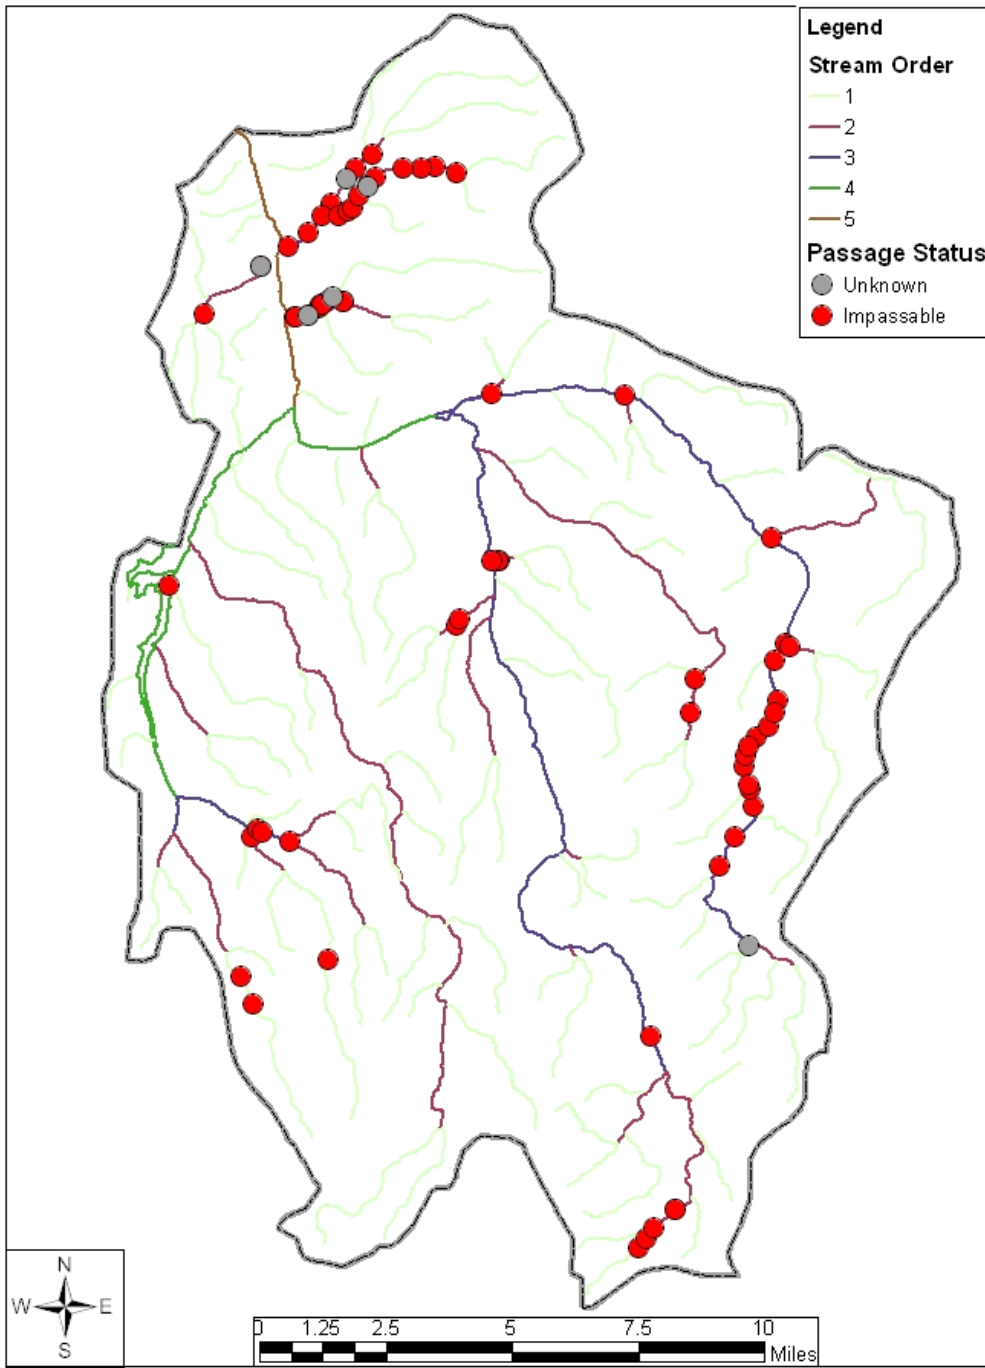 Legend
Stream Order
1
2
3
4
5
Passage Status
Unknown
Impassable
N
W E
S
0 1.25 2.5 5 7.5 10
Miles